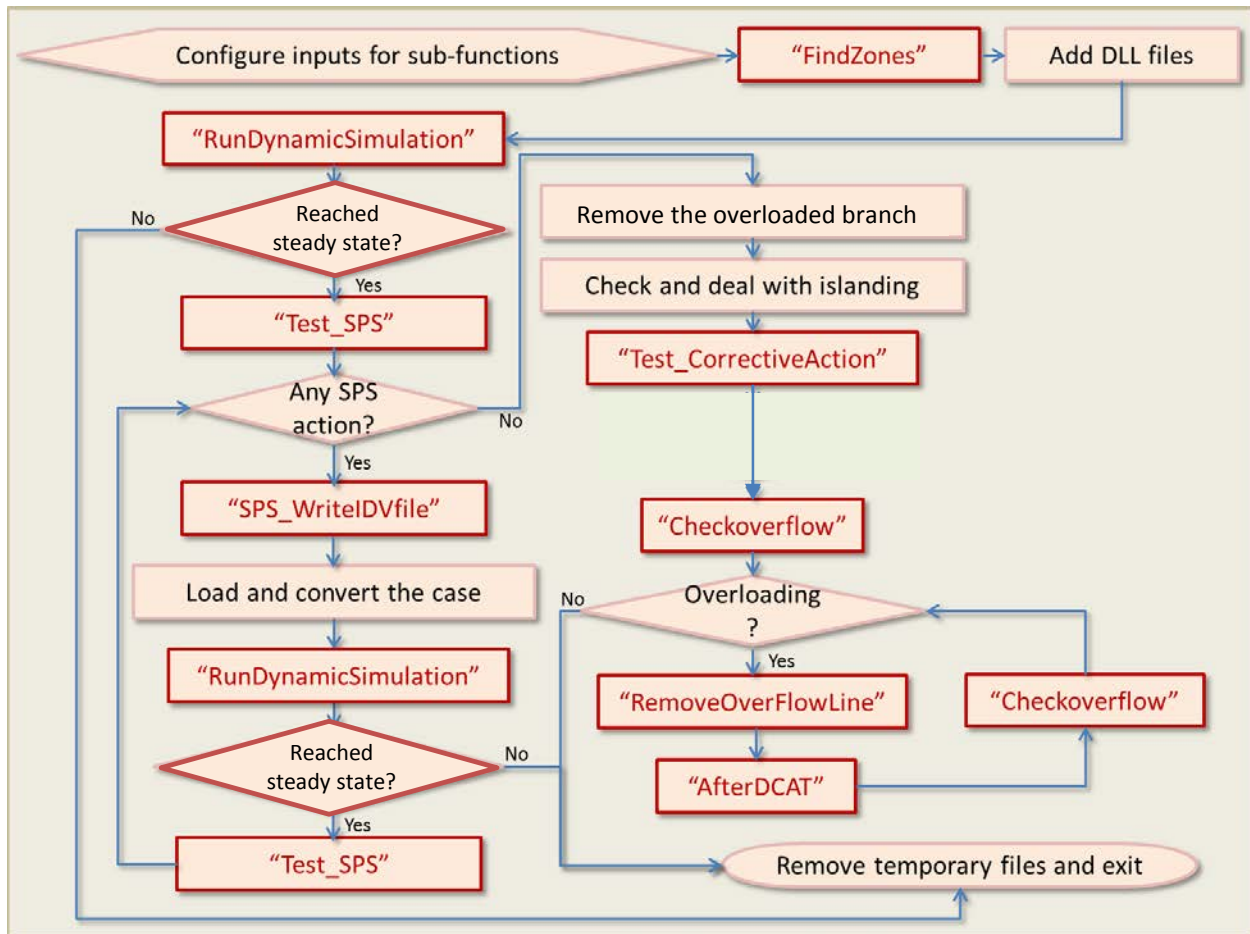 Configure inputs for sub-functions
“FindZones”
Add DLL files
“RunDynamicSimulation”
No
Reached
steady state?
Yes
“Test_SPS”
Any SPS
action?
No
Yes
“SPS_WriteIDVfile”
Load and convert the case
“RunDynamicSimulation”
Reached
steady state?
No
Yes
“Test_SPS”
Remove the overloaded branch
Check and deal with islanding
“Test_CorrectiveAction”
“Checkoverflow”
No
Overloading
?
Yes
“RemoveOverFlowLine”
“AfterDCAT”
“Checkoverflow”
Remove temporary files and exit